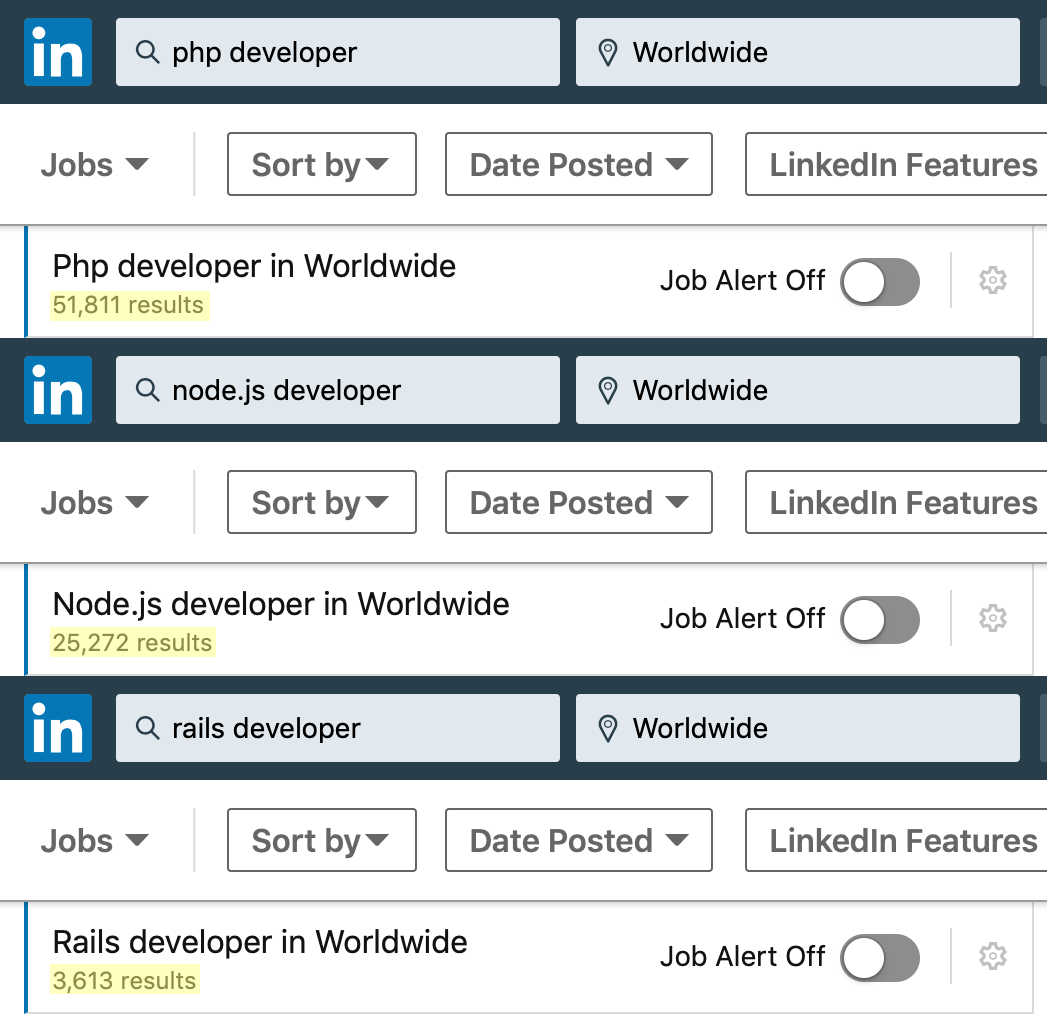 in php developer Worldwide
Jobs Sort by Date Posted LinkedIn Features
Php developer in Worldwide
Job Alert Off
51,811 results
in node.js developer Worldwide
Jobs Sort by Date Posted LinkedIn Features
Node.js developer in Worldwide
Job Alert Off
25,272 results
in rails developer Worldwide
Jobs Sort by Date Posted LinkedIn Features
Rails developer in Worldwide
Job Alert Off
3,613 results